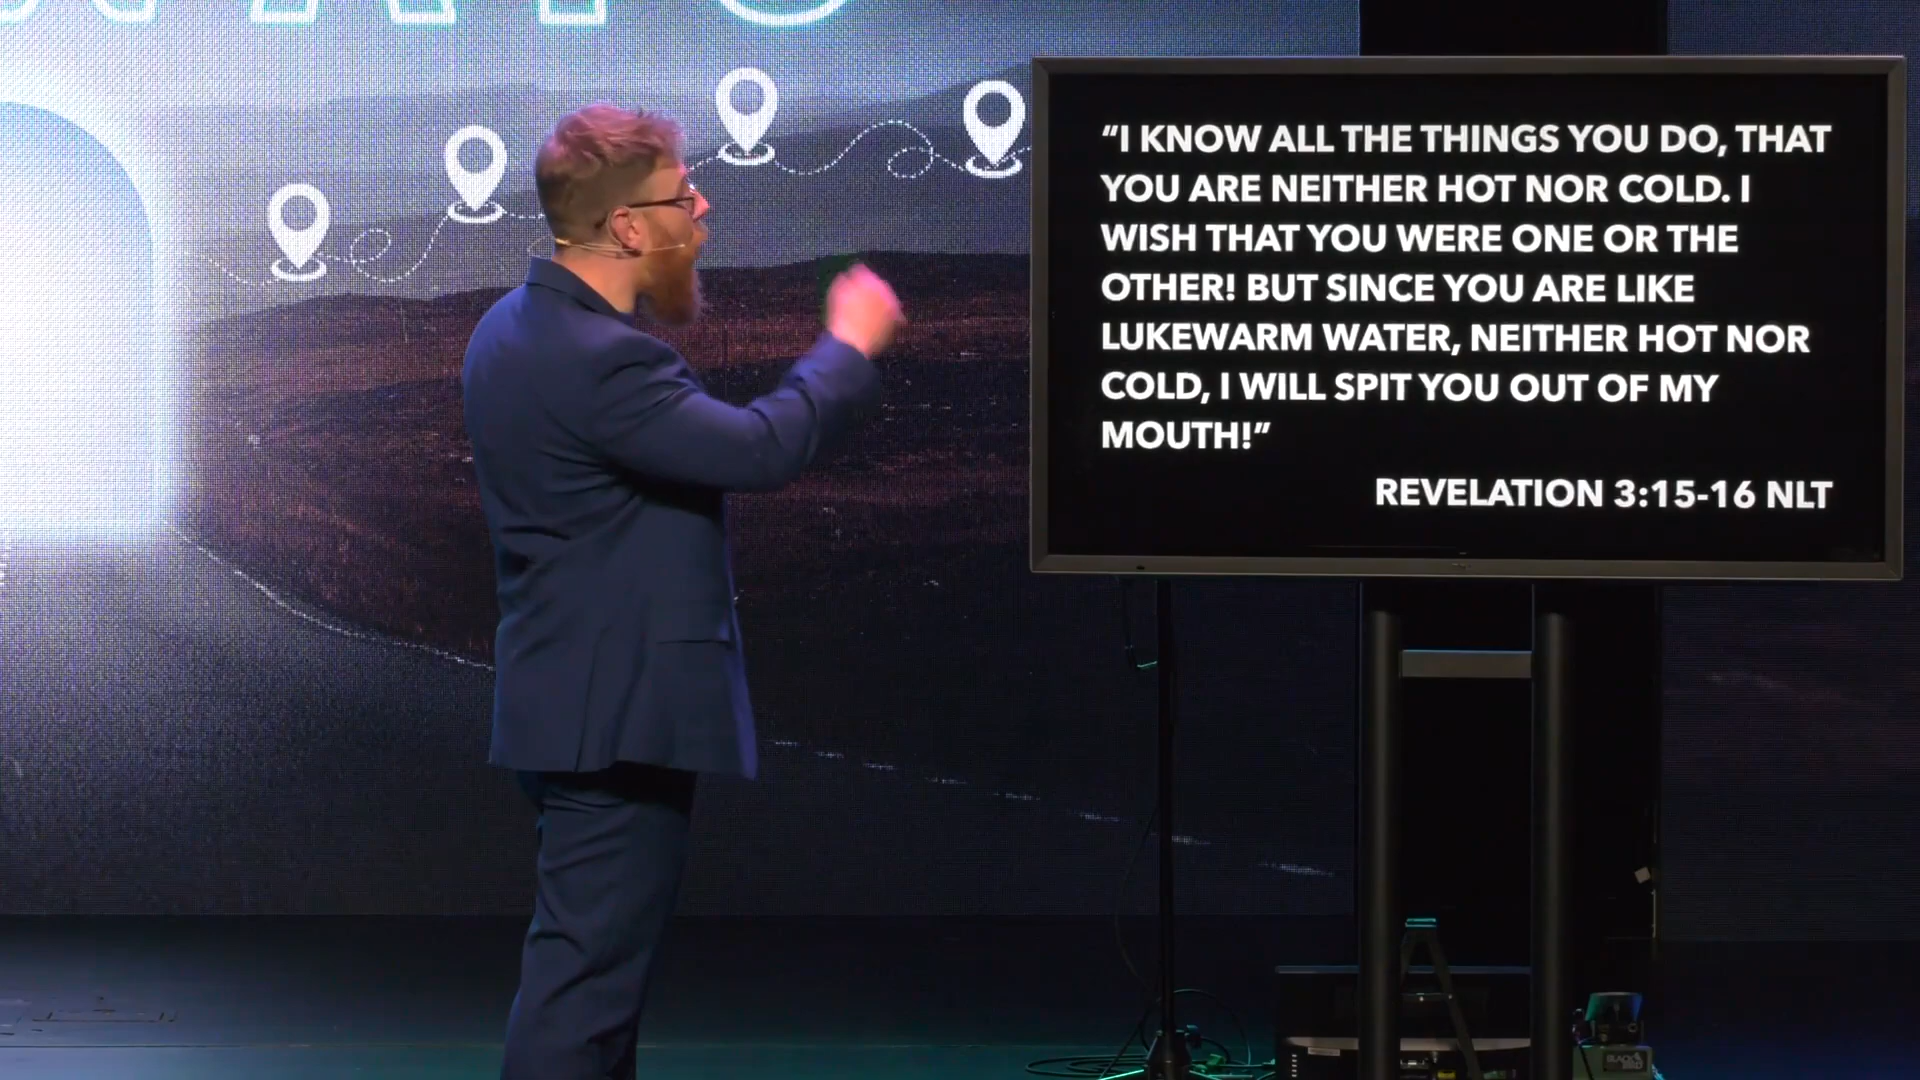 “I KNOW ALL THE THINGS YOU DO, THAT
YOU ARE NEITHER HOT NOR COLD. I
WISH THAT YOU WERE ONE OR THE
OTHER! BUT SINCE YOU ARE LIKE
LUKEWARM WATER, NEITHER HOT NOR
COLD, I WILL SPIT YOU OUT OF MY
MOUTH!”
REVELATION 3:15-16 NLT